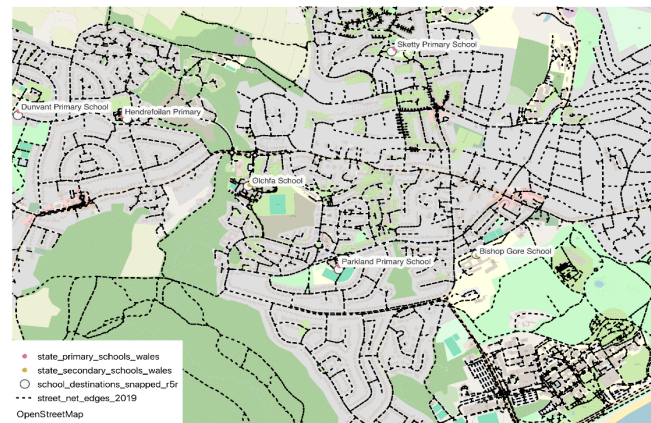 Sketty Primary School
Dunvant Primary School
Hendrefoilan Primary
Olchfa School
Bishop Gore School
Parkland Primary School
state_primary_schools_wales
state_secondary_schools_wales
school_destinations_snapped_r5r
street_net_edges_2019
OpenStreetMap